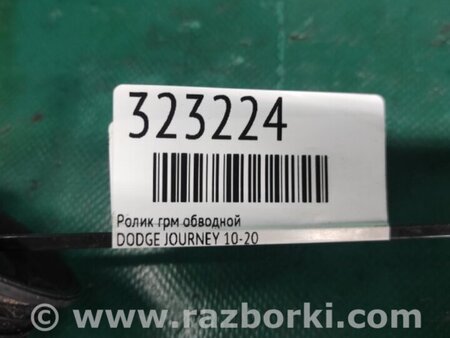 323224
Ролик грм обводной
DODGE JOURNEY 10-20
www.razborki.com